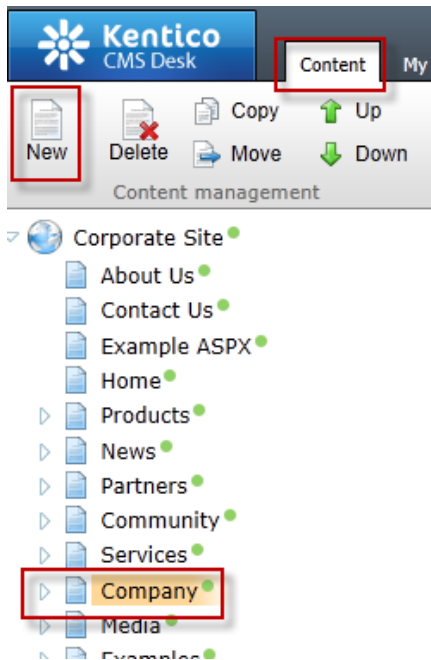 Kentico
CMS Desk
Content My
New Delete Copy Up
Move Down
Content management
Corporate Site
About Us
Contact Us
Example ASPX
Home
Products
News
Partners
Community
Services
Company
Media
Examples